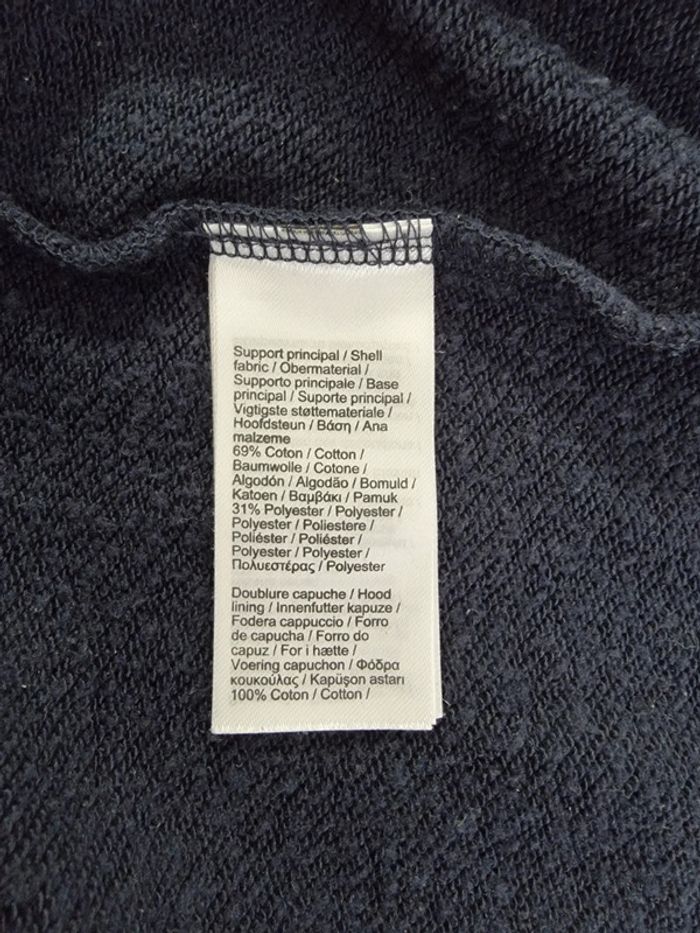 Support principal / Shell
fabric / Obermaterial /
Supporto principale / Base
principal / Suporte principal /
Vigtigste støttemateriale /
Hoofdsteun / Βάση / Ana
malzeme
69% Coton / Cotton /
Baumwolle / Cotone /
Algodón / Algodão / Bomuld /
Katoen / Βαμβάκι / Pamuk
31% Polyester / Polyester /
Polyester / Poliestere /
Poliéster / Poliéster /
Polyester / Polyester /
Πολυεστέρας / Polyester
Doublure capuche / Hood
lining / Innenfutter kapuze /
Fodera cappuccio / Forro
de capucha / Forro do
capuz / For i hætte /
Voering capuchon / Φόδρα
κουκούλας / Kapüşon astarı
100% Coton / Cotton /